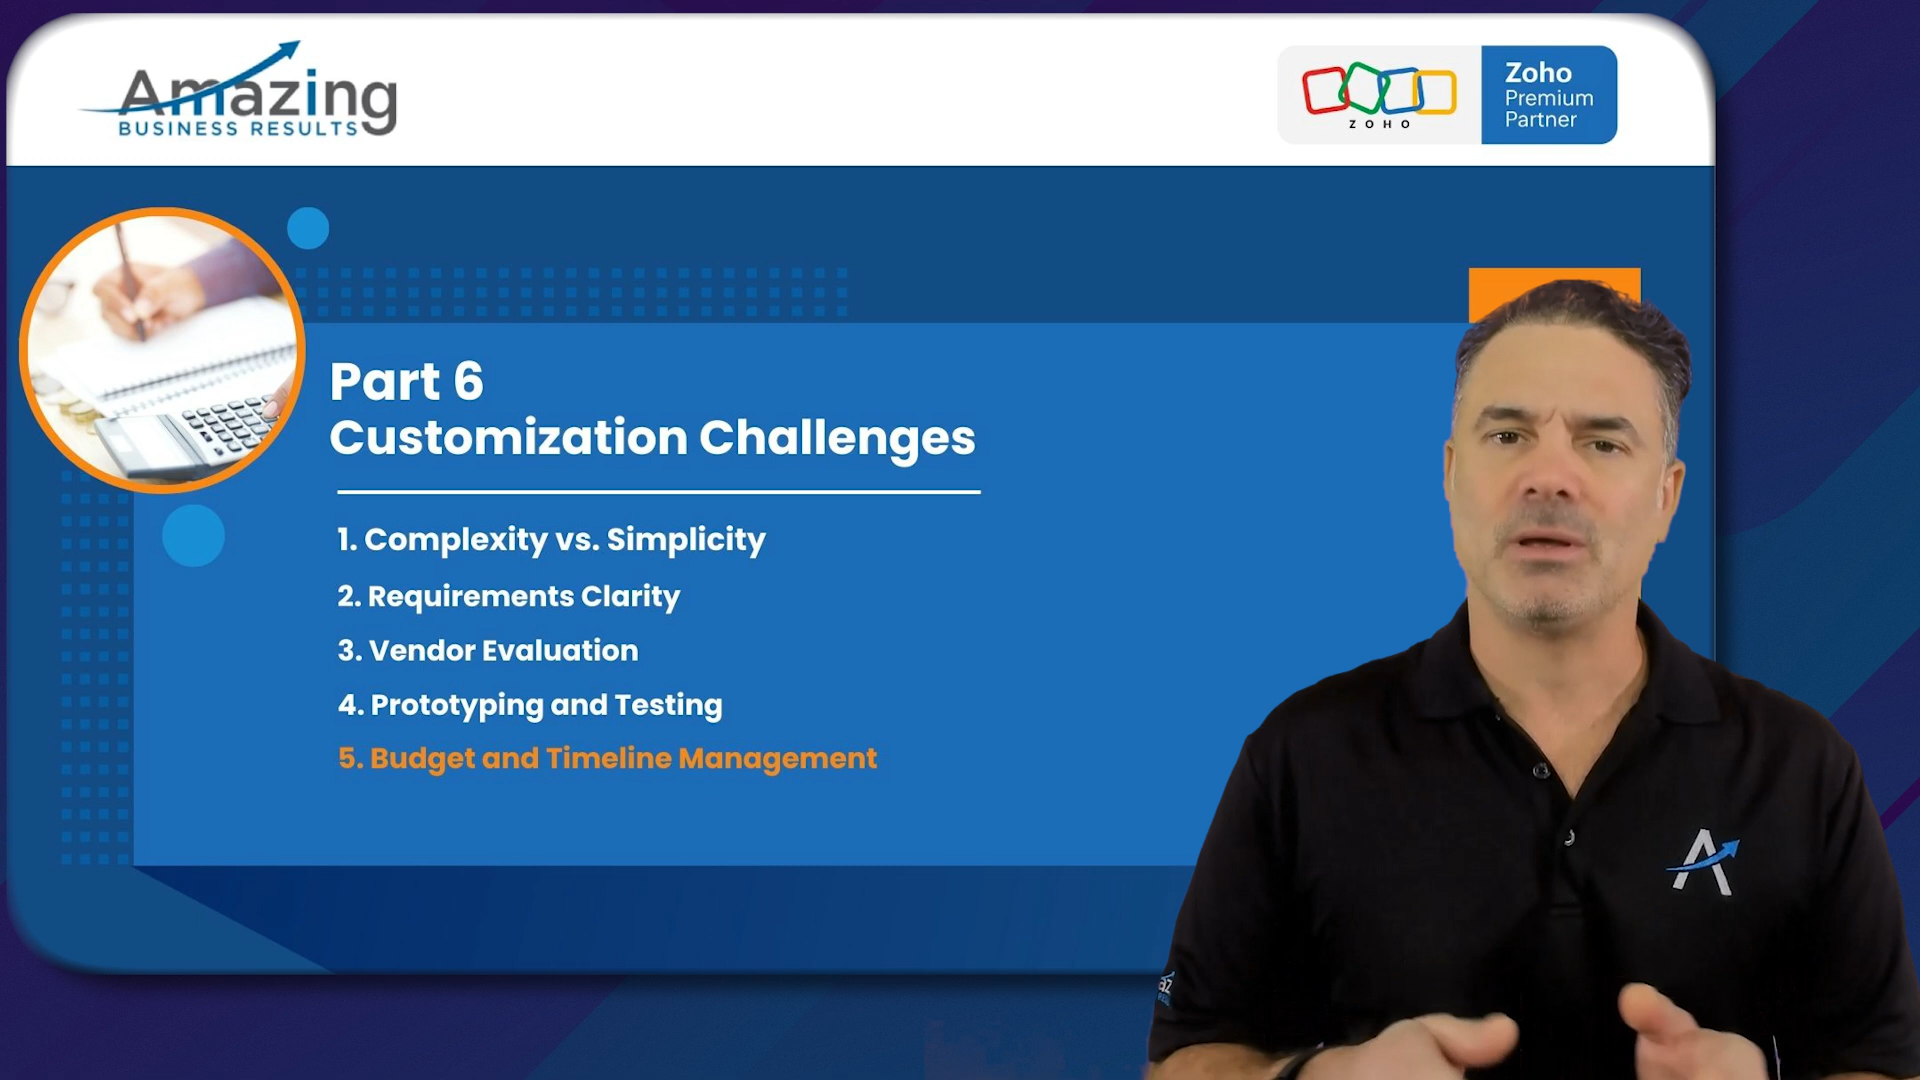 Amazing
BUSINESS RESULTS
ZOHO
Zoho
Premium
Partner
Part 6
Customization Challenges
1. Complexity vs. Simplicity
2. Requirements Clarity
3. Vendor Evaluation
4. Prototyping and Testing
5. Budget and Timeline Management
A